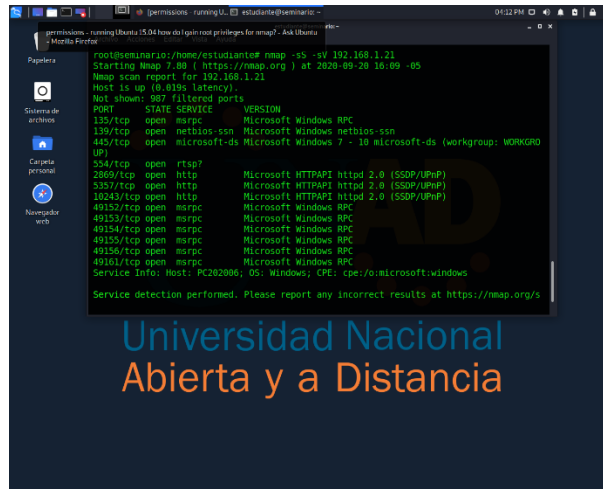 [permissions - running U...
estudiante@seminario: ~
04:12 PM
permissions - running Ubuntu 15.04 how do I gain root privileges for nmap? - Ask Ubuntu
- Mozilla Firefox
Papelera
Sistema de
archivos
Carpeta
personal
Navegador
web
root@seminario:/home/estudiante# nmap -sS -sV 192.168.1.21
Starting Nmap 7.80 ( https://nmap.org ) at 2020-09-20 16:09 -05
Nmap scan report for 192.168.1.21
Host is up (0.019s latency).
Not shown: 987 filtered ports
PORT STATE SERVICE VERSION
135/tcp open msrpc Microsoft Windows RPC
139/tcp open netbios-ssn Microsoft Windows netbios-ssn
445/tcp open microsoft-ds Microsoft Windows 7 - 10 microsoft-ds (workgroup: WORKGRO
UP)
554/tcp open rtsp?
2869/tcp open http Microsoft HTTPAPI httpd 2.0 (SSDP/UPnP)
5357/tcp open http Microsoft HTTPAPI httpd 2.0 (SSDP/UPnP)
10243/tcp open http Microsoft HTTPAPI httpd 2.0 (SSDP/UPnP)
49152/tcp open msrpc Microsoft Windows RPC
49153/tcp open msrpc Microsoft Windows RPC
49154/tcp open msrpc Microsoft Windows RPC
49155/tcp open msrpc Microsoft Windows RPC
49156/tcp open msrpc Microsoft Windows RPC
49161/tcp open msrpc Microsoft Windows RPC
Service Info: Host: PC202006; OS: Windows; CPE: cpe:/o:microsoft:windows
Service detection performed. Please report any incorrect results at https://nmap.org/s
Universidad Nacional
Abierta y a Distancia